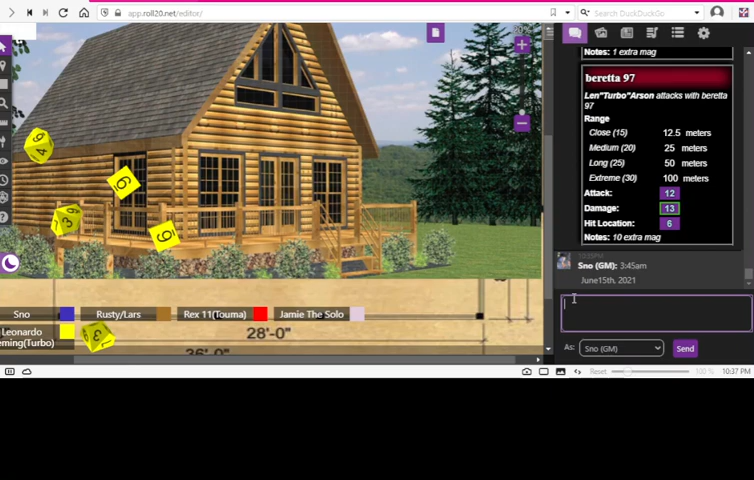 app.roll20.net/editor/
Search DuckDuckGo
Notes: 1 extra mag
beretta 97
Len"Turbo"Arson attacks with beretta
97
Range
Close (15) 12.5 meters
Medium (20) 25 meters
Long (25) 50 meters
Extreme (30) 100 meters
Attack: 12
Damage: 13
Hit Location: 6
Notes: 10 extra mag
Sno (GM): 3:45am
June15th, 2021
Sno
Rusty/Lars
Rex 11(Touma)
Jamie The Solo
Leonardo
eming(Turbo)
28'-0"
36'-0"
As: Sno (GM)
Send
Reset
100 %
10:37 PM